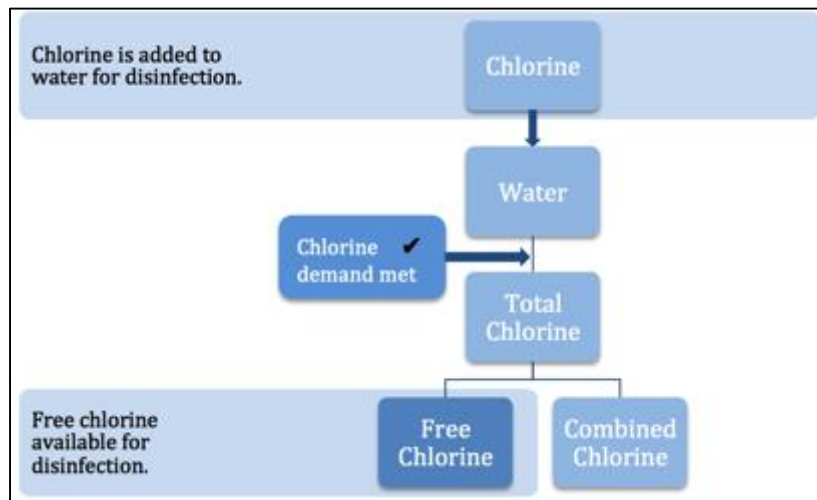 Chlorine is added to
water for disinfection.
Chlorine
Water
Chlorine ✔
demand met
Total
Chlorine
Free chlorine
available for
disinfection.
Free
Chlorine
Combined
Chlorine